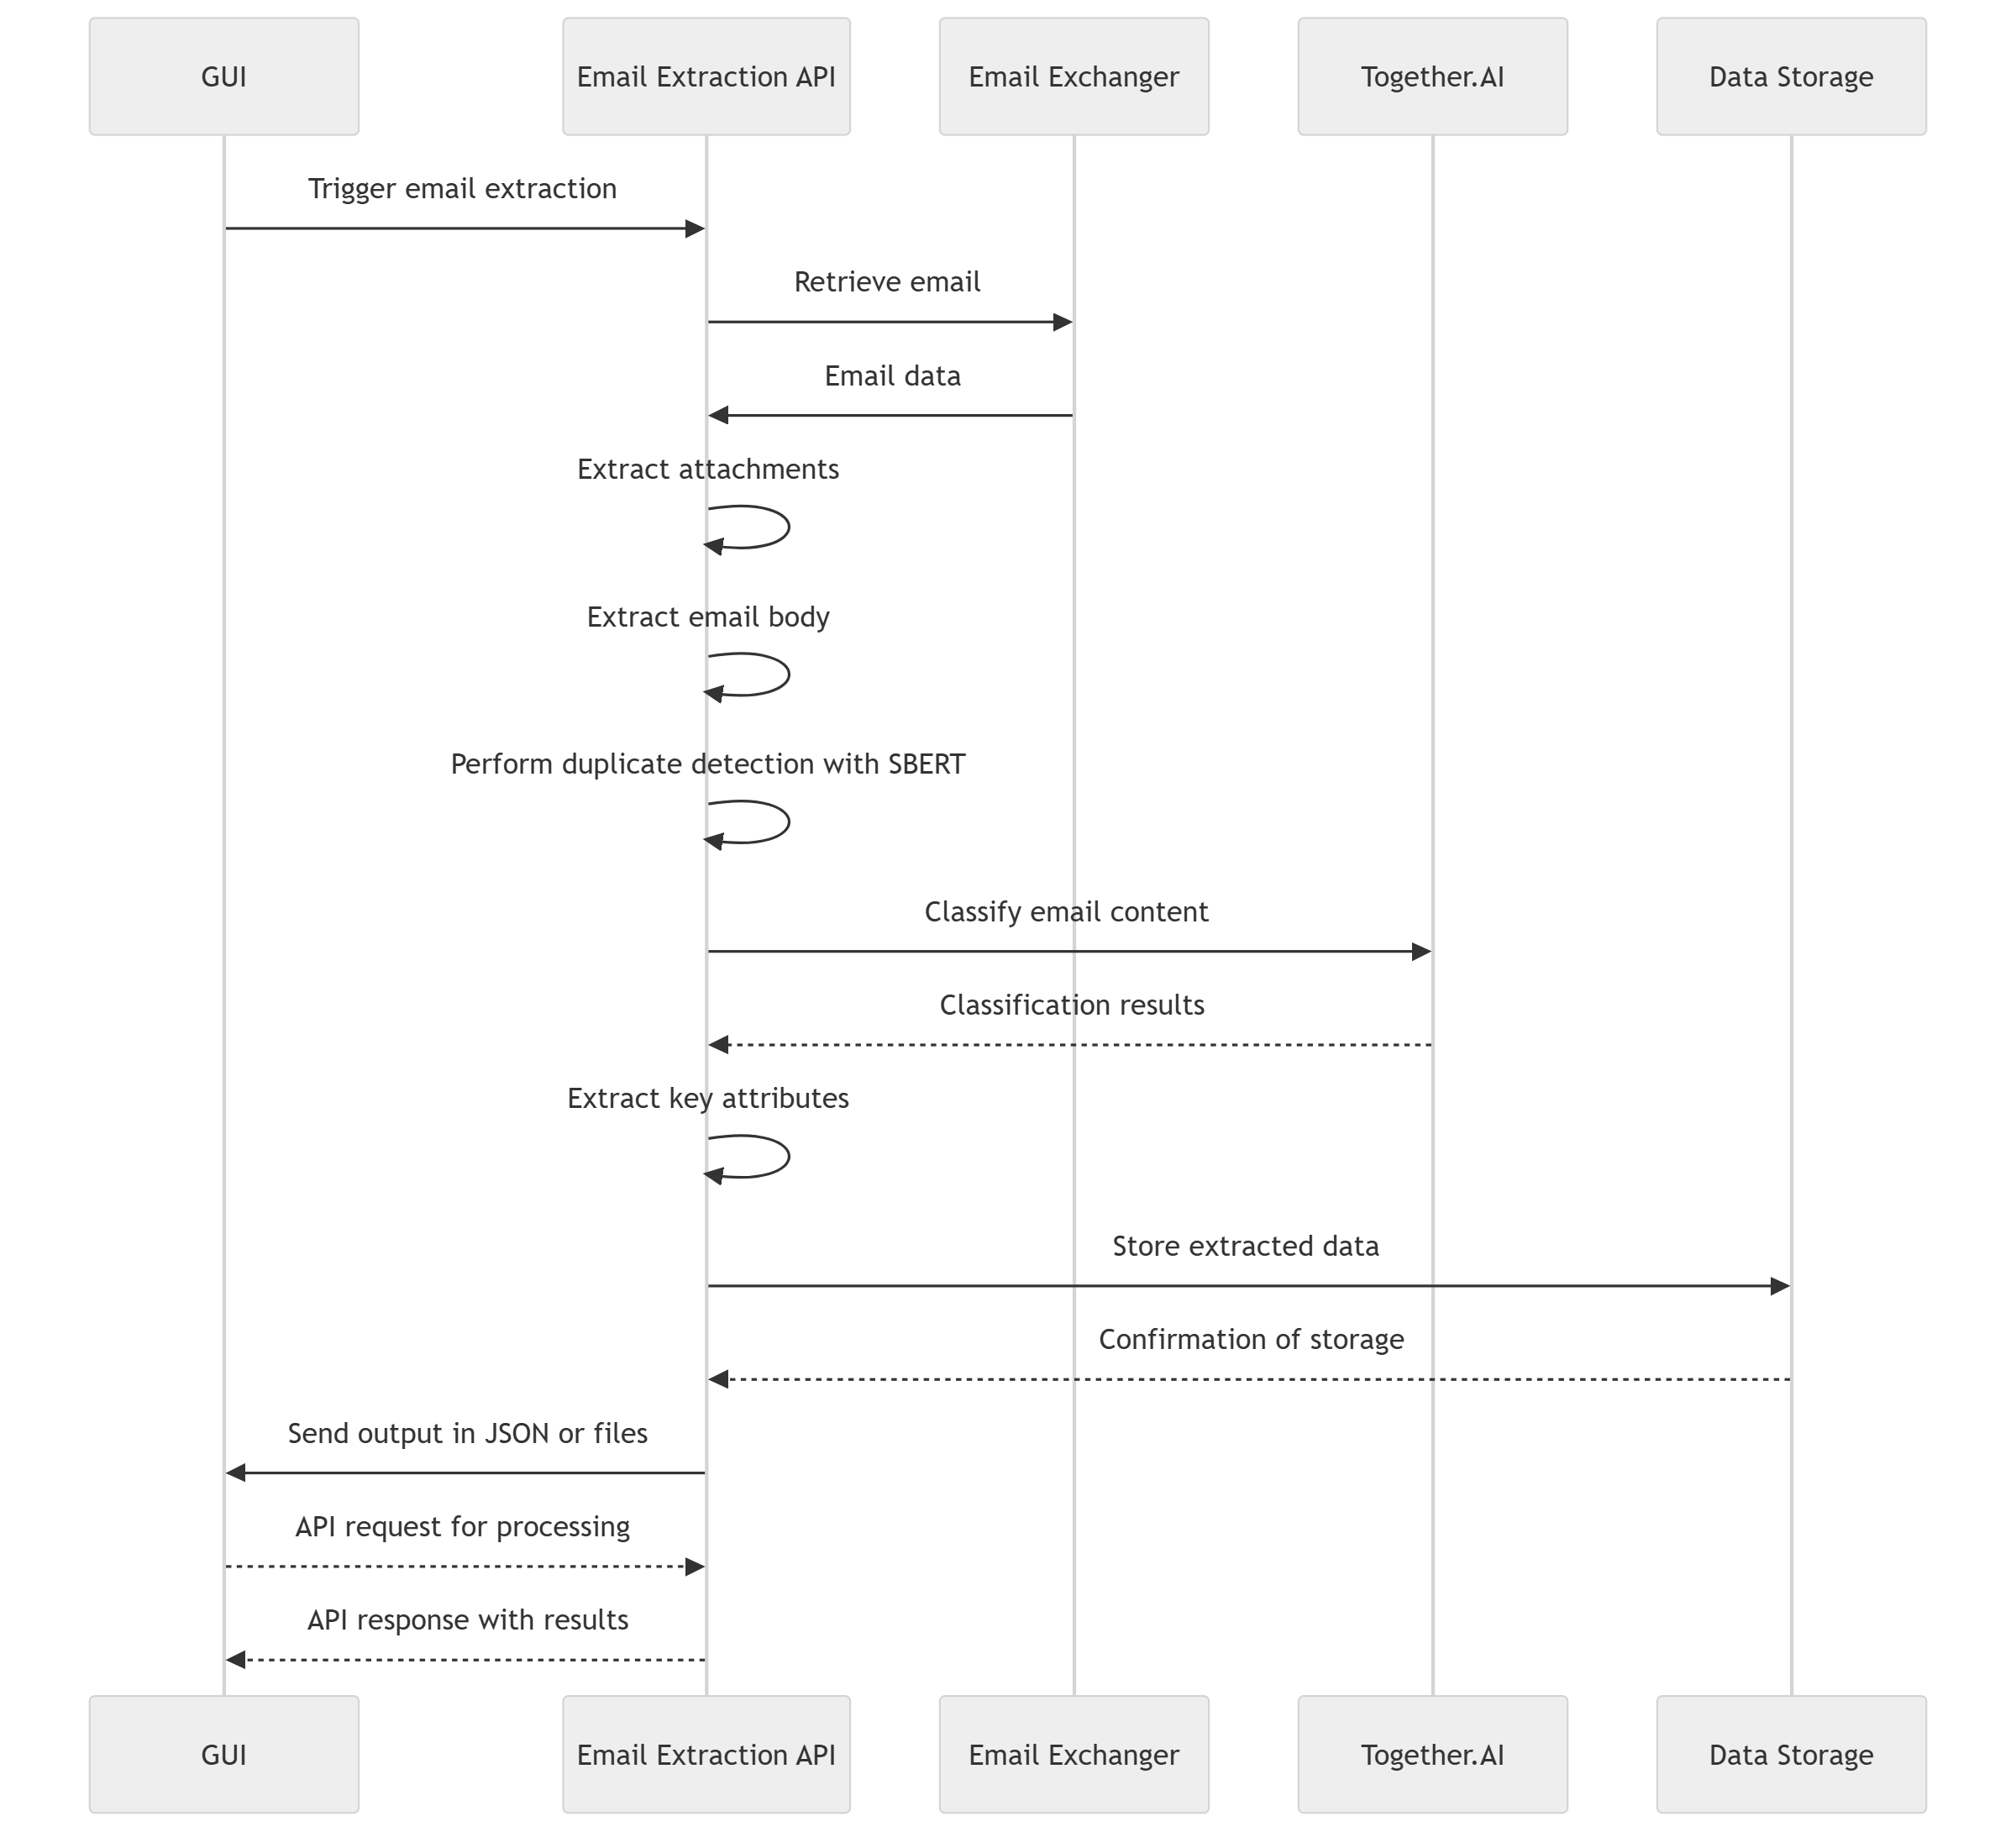 GUI
Email Extraction API
Email Exchanger
Together.AI
Data Storage
Trigger email extraction
Retrieve email
Email data
Extract attachments
Extract email body
Perform duplicate detection with SBERT
Classify email content
Classification results
Extract key attributes
Store extracted data
Confirmation of storage
Send output in JSON or files
API request for processing
API response with results
GUI
Email Extraction API
Email Exchanger
Together.AI
Data Storage